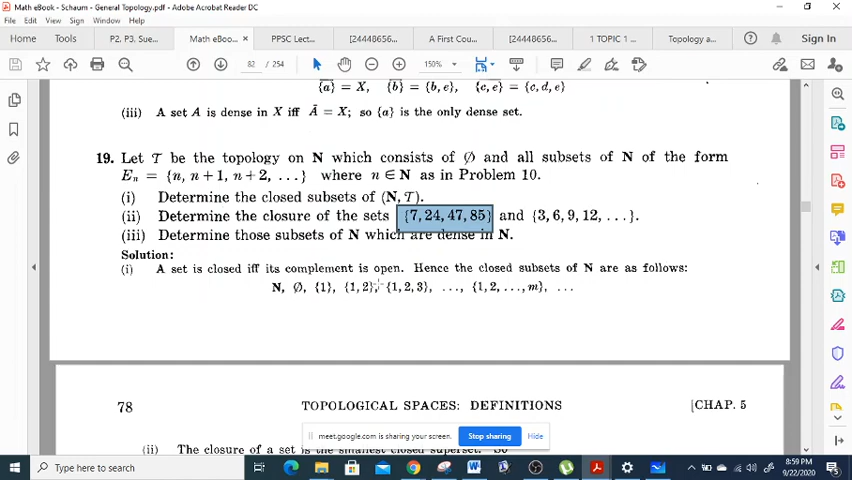 Math eBook - Schaum - General Topology.pdf - Adobe Acrobat Reader DC
File Edit View Sign Window Help
Home Tools P2. P3. Sue... Math eBoo... × PPSC Lect... [24448656... A First Cour... [24448656... 1 TOPIC 1 ... Topology a... Sign In
82 / 254 150%
{a} = X, {b} = {b, e}, {c, e} = {c, d, e}
(iii) A set A is dense in X iff Ā = X; so {a} is the only dense set.
19. Let T be the topology on N which consists of Ø and all subsets of N of the form
Eₙ = {n, n+1, n+2, . . .} where n ∈ N as in Problem 10.
(i) Determine the closed subsets of (N, T).
(ii) Determine the closure of the sets {7, 24, 47, 85} and {3, 6, 9, 12, . . .}.
(iii) Determine those subsets of N which are dense in N.
Solution:
(i) A set is closed iff its complement is open. Hence the closed subsets of N are as follows:
N, Ø, {1}, {1, 2}, {1, 2, 3}, . . ., {1, 2, . . ., m}, . . .
78 TOPOLOGICAL SPACES: DEFINITIONS [CHAP. 5
(ii) The closure of a set is the smallest closed superset. So
meet.google.com is sharing your screen. Stop sharing Hide
Type here to search
8:59 PM
9/22/2020